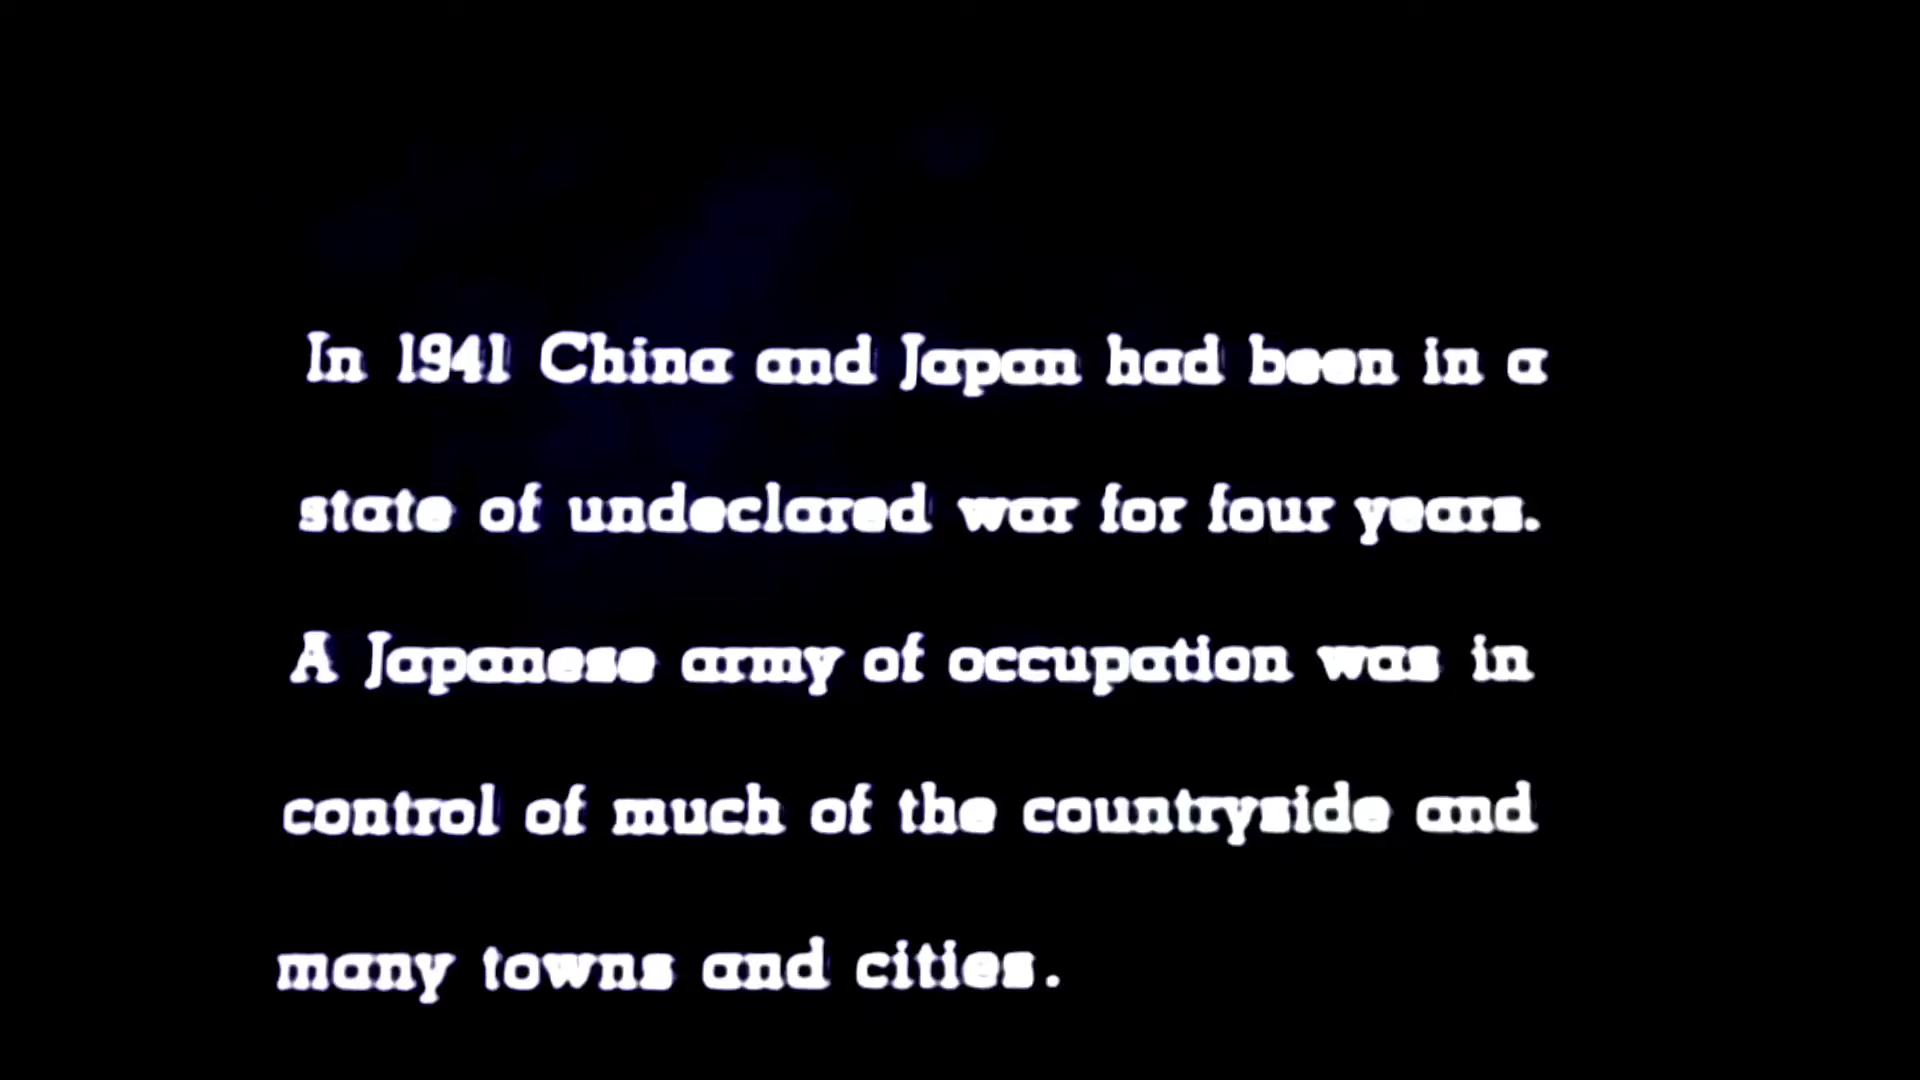 In 1941 China and Japan had been in a
state of undeclared war for four years.
A Japanese army of occupation was in
control of much of the countryside and
many towns and cities.